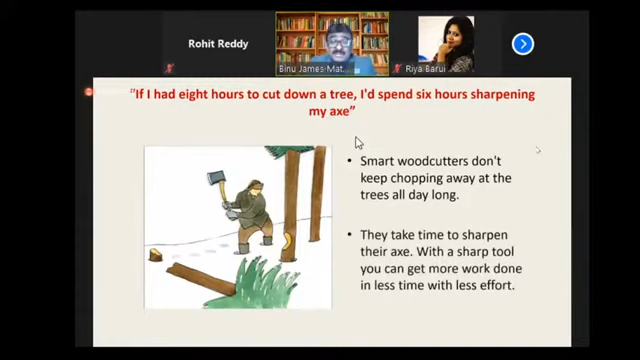 Rohit Reddy
Binu James-Mat...
Riya Barui
"If I had eight hours to cut down a tree, I'd spend six hours sharpening
my axe"
• Smart woodcutters don't
keep chopping away at the
trees all day long.
• They take time to sharpen
their axe. With a sharp tool
you can get more work done
in less time with less effort.